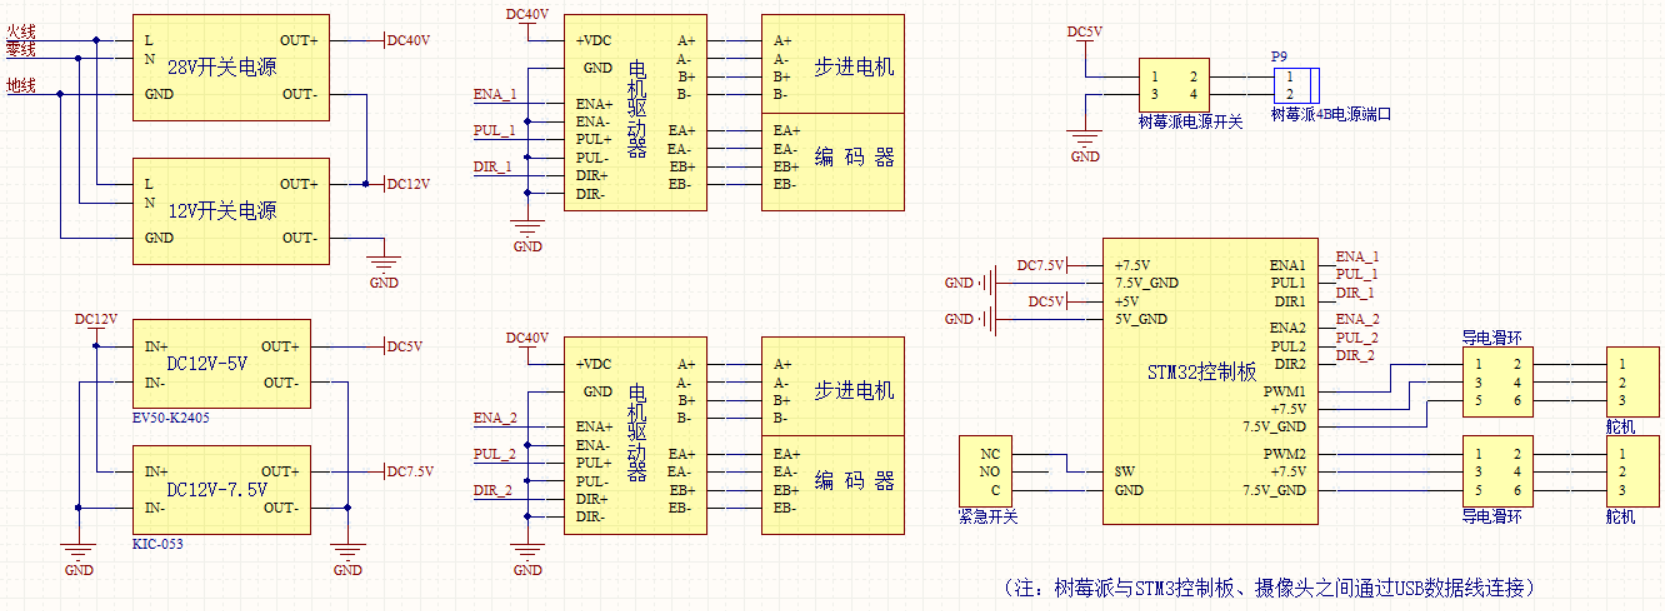 火线
零线
地线
L
N
GND
28V开关电源
OUT+
OUT-
DC40V
L
N
GND
12V开关电源
OUT+
OUT-
DC12V
GND
DC12V
IN+
IN-
DC12V-5V
OUT+
OUT-
DC5V
EV50-K2405
IN+
IN-
DC12V-7.5V
OUT+
OUT-
DC7.5V
KIC-053
GND
GND
DC40V
ENA_1
PUL_1
DIR_1
+VDC
GND
ENA+
ENA-
PUL+
PUL-
DIR+
DIR-
电机驱动器
A+
A-
B+
B-
EA+
EA-
EB+
EB-
A+
A-
B+
B-
步进电机
EA+
EA-
EB+
EB-
编 码 器
GND
DC40V
ENA_2
PUL_2
DIR_2
+VDC
GND
ENA+
ENA-
PUL+
PUL-
DIR+
DIR-
电机驱动器
A+
A-
B+
B-
EA+
EA-
EB+
EB-
A+
A-
B+
B-
步进电机
EA+
EA-
EB+
EB-
编 码 器
GND
DC5V
1 2
3 4
树莓派电源开关
GND
P9
1
2
树莓派4B电源端口
DC7.5V
GND
DC5V
GND
+7.5V
7.5V_GND
+5V
5V_GND
STM32控制板
SW
GND
ENA1
PUL1
DIR1
ENA2
PUL2
DIR2
PWM1
+7.5V
7.5V_GND
PWM2
+7.5V
7.5V_GND
ENA_1
PUL_1
DIR_1
ENA_2
PUL_2
DIR_2
NC
NO
C
紧急开关
导电滑环
1 2
3 4
5 6
1
2
3
舵机
1 2
3 4
5 6
导电滑环
1
2
3
舵机
(注: 树莓派与STM3控制板、摄像头之间通过USB数据线连接)